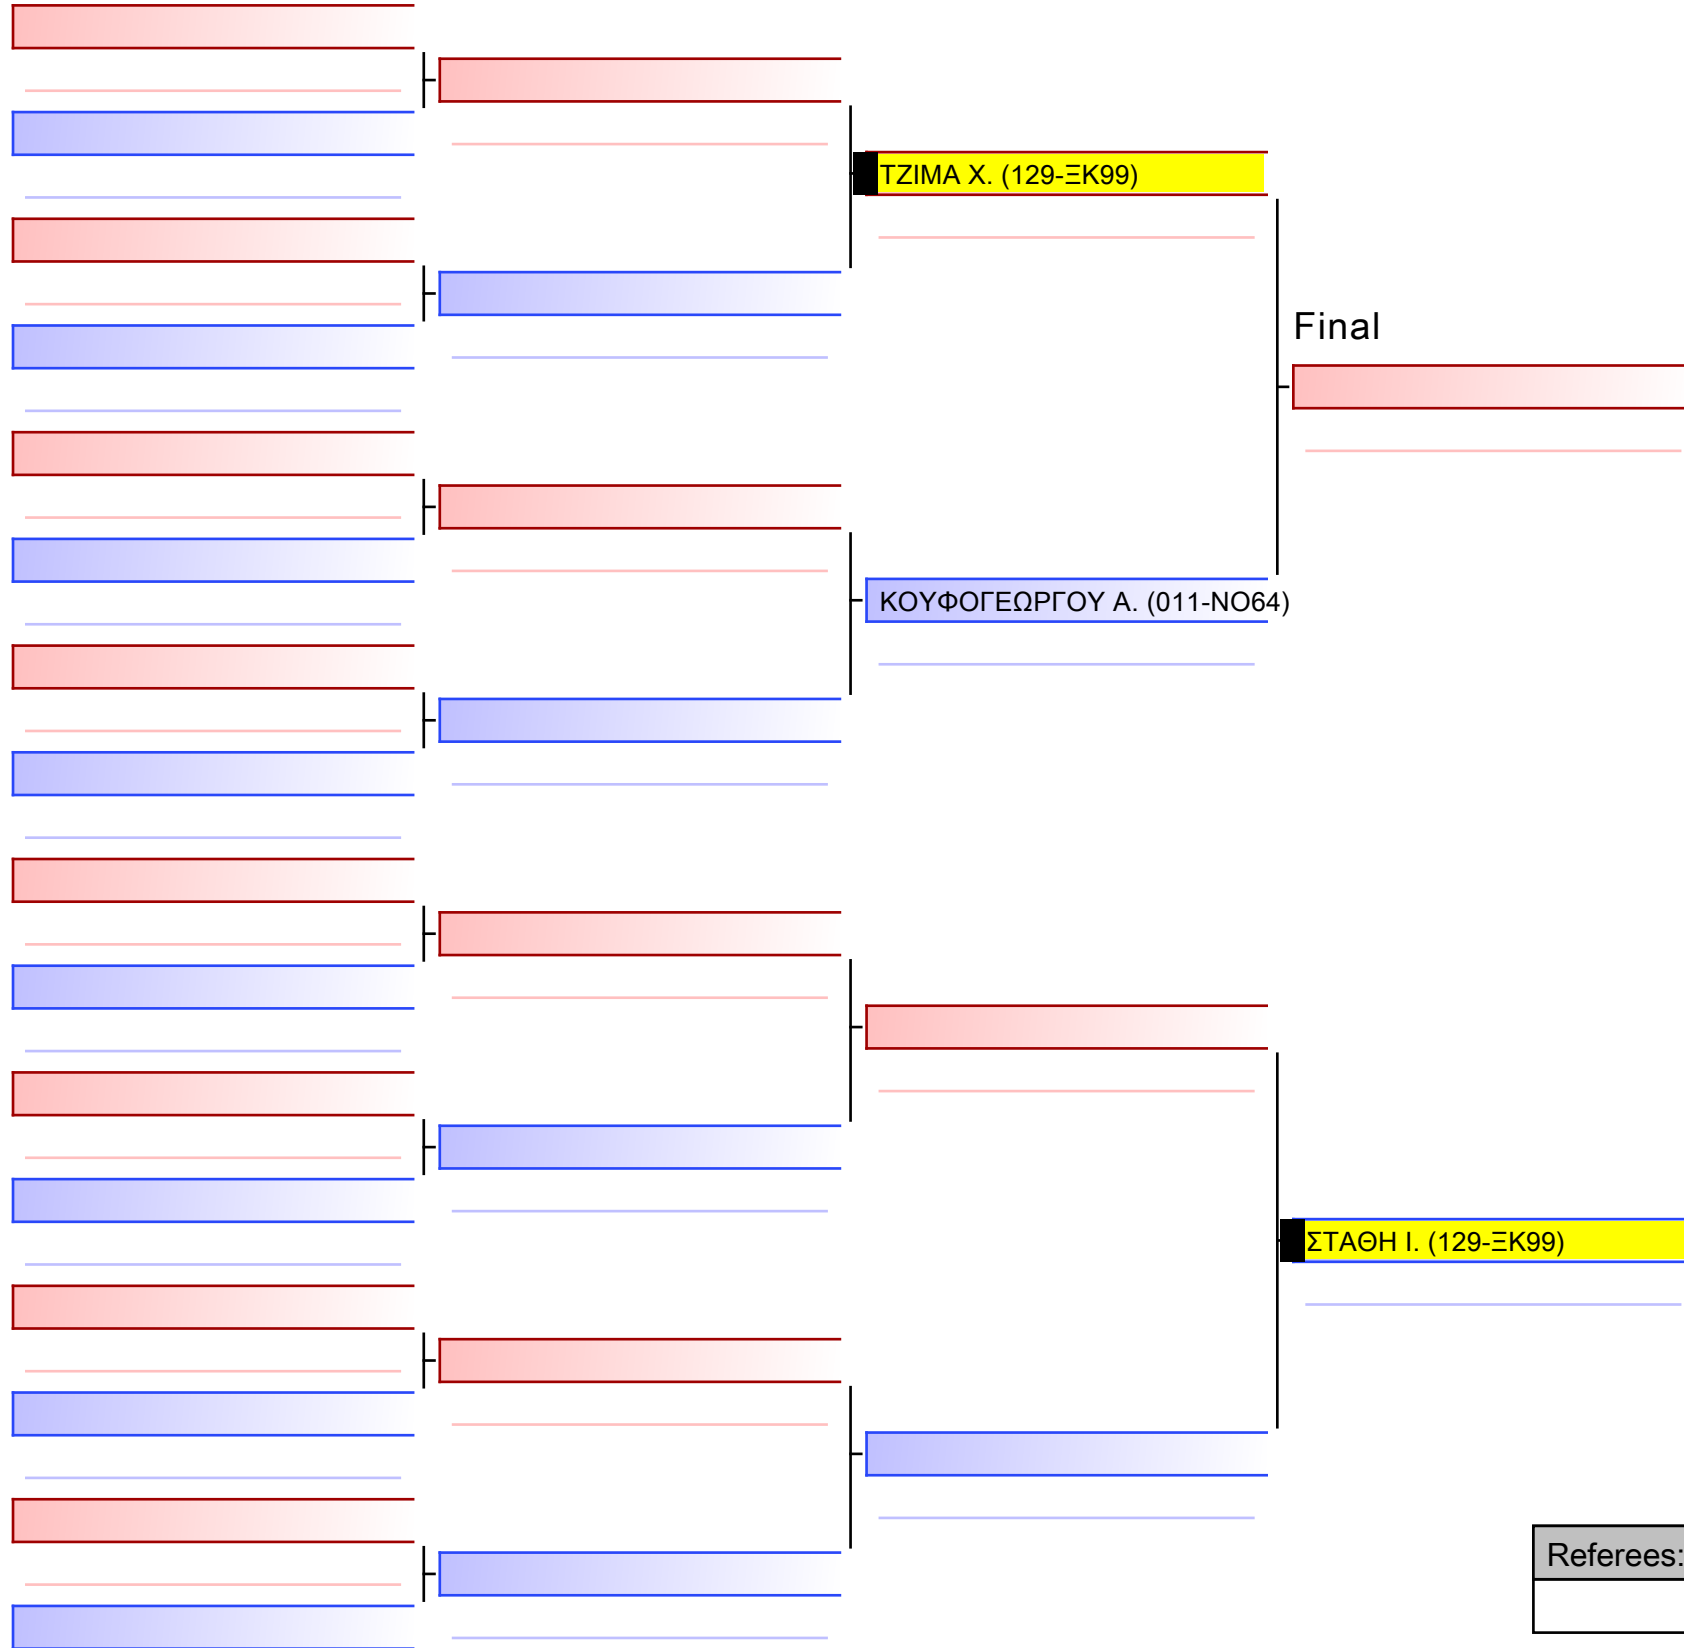 ΤΖΙΜΑ Χ. (129-ΞΚ99)
Final
ΚΟΥΦΟΓΕΩΡΓΟΥ Α. (011-ΝΟ64)
ΣΤΑΘΗ Ι. (129-ΞΚ99)
Referees: